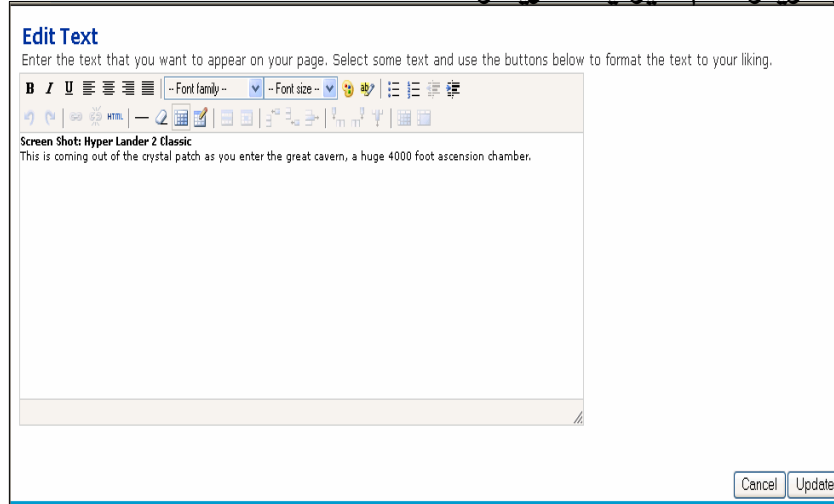 Edit Text
Enter the text that you want to appear on your page. Select some text and use the buttons below to format the text to your liking.
B I U -- Font family -- -- Font size -- ab
HTML
Screen Shot: Hyper Lander 2 Classic
This is coming out of the crystal patch as you enter the great cavern, a huge 4000 foot ascension chamber.
Cancel Update